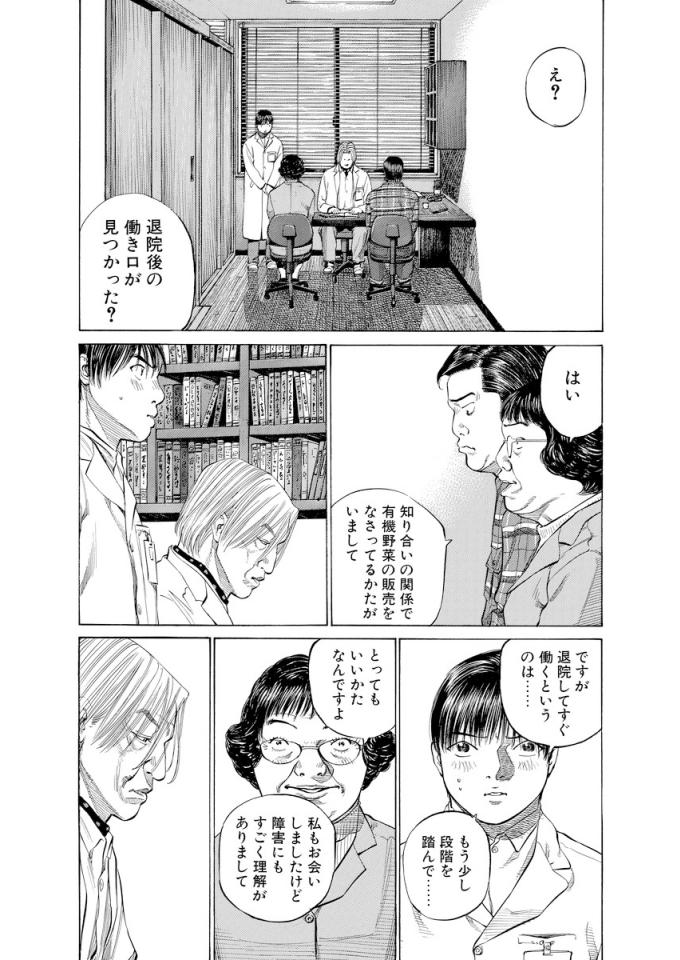 え？
退院後の
働き口が
見つかった？
はい
知り合いの関係で
有機野菜の販売を
なさってるかたが
いまして
ですが
退院してすぐ
働くという
のは……
もう少し
段階を
踏んで……
とっても
いいかた
なんですよ
私もお会い
しましたけど
障害にも
すごく理解が
ありまして